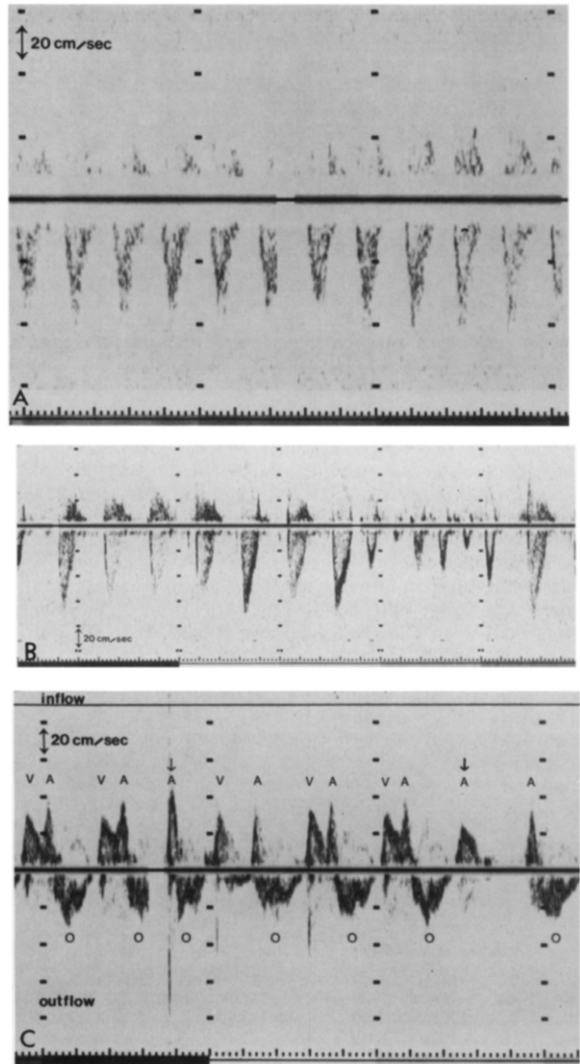 20 cm/sec
A
20 cm/sec
B
inflow
20 cm/sec
V A V A A V A V A V A A A
O O O O O O O
outflow
C